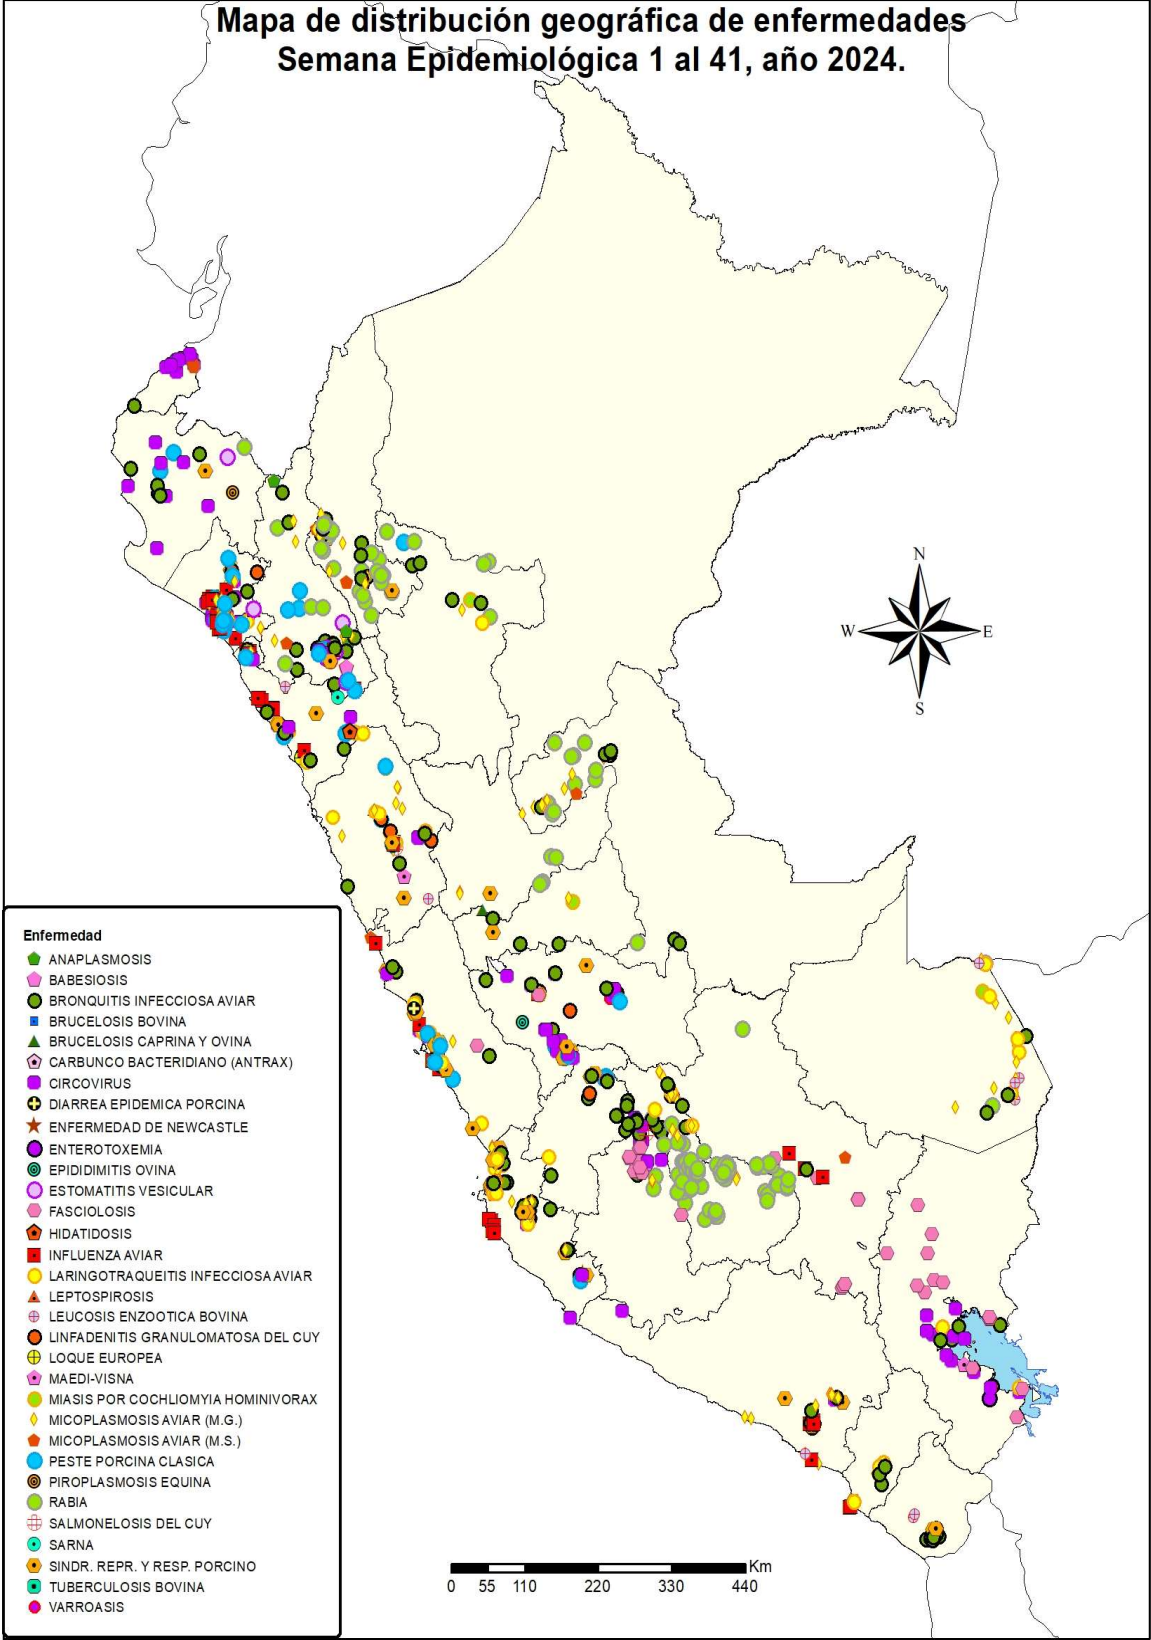 Mapa de distribución geográfica de enfermedades
Semana Epidemiológica 1 al 41, año 2024.
N
W
E
S
Enfermedad
ANAPLASMOSIS
BABESIOSIS
BRONQUITIS INFECCIOSA AVIAR
BRUCELOSIS BOVINA
BRUCELOSIS CAPRINA Y OVINA
CARBUNCO BACTERIDIANO (ANTRAX)
CIRCOVIRUS
DIARREA EPIDEMICA PORCINA
ENFERMEDAD DE NEWCASTLE
ENTEROTOXEMIA
EPIDIDIMITIS OVINA
ESTOMATITIS VESICULAR
FASCIOLOSIS
HIDATIDOSIS
INFLUENZA AVIAR
LARINGOTRAQUEITIS INFECCIOSA AVIAR
LEPTOSPIROSIS
LEUCOSIS ENZOOTICA BOVINA
LINFADENITIS GRANULOMATOSA DEL CUY
LOQUE EUROPEA
MAEDI-VISNA
MIASIS POR COCHLIOMYIA HOMINIVORAX
MICOPLASMOSIS AVIAR (M.G.)
MICOPLASMOSIS AVIAR (M.S.)
PESTE PORCINA CLASICA
PIROPLASMOSIS EQUINA
RABIA
SALMONELOSIS DEL CUY
SARNA
SINDR. REPR. Y RESP. PORCINO
TUBERCULOSIS BOVINA
VARROASIS
Km
0 55 110 220 330 440